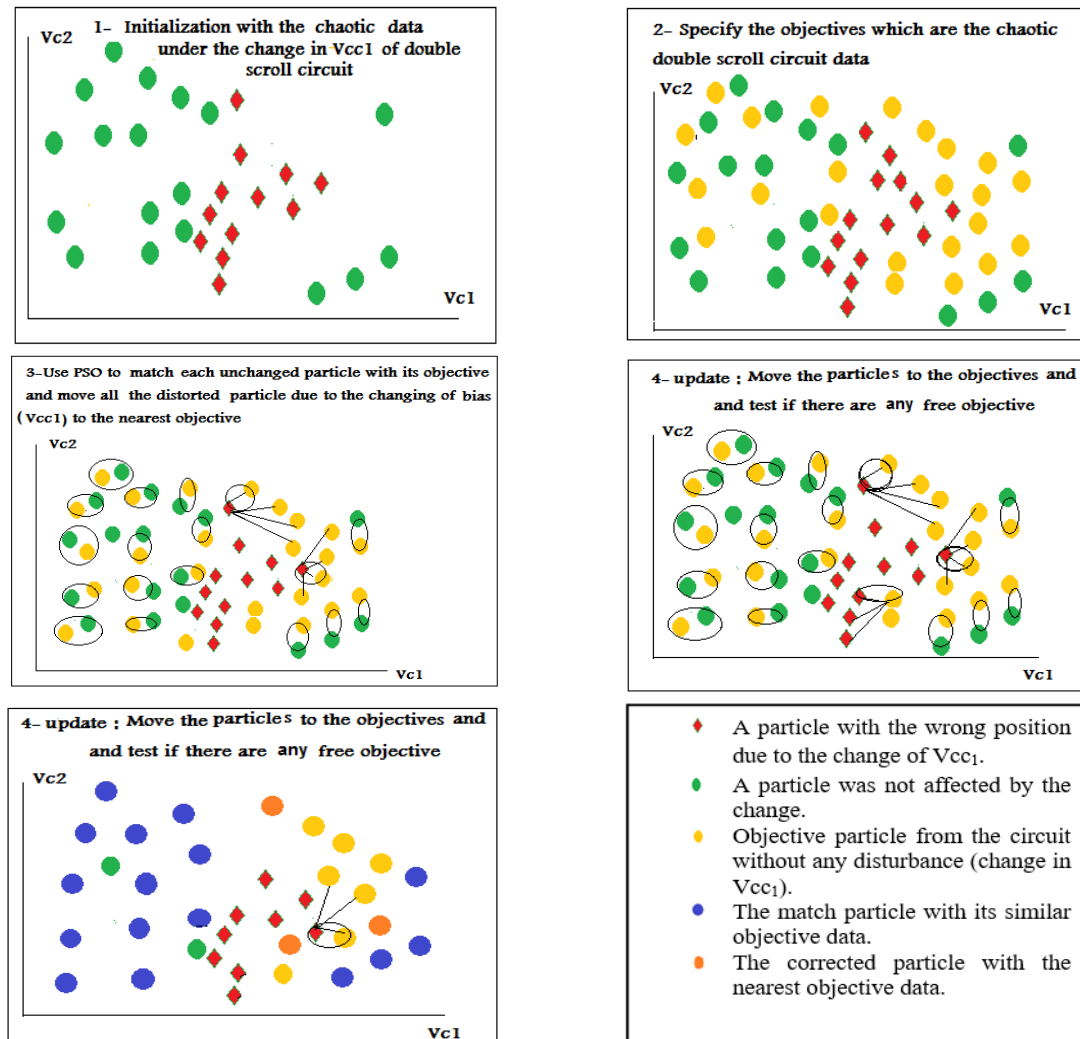 1- Initialization with the chaotic data
Vc2
under the change in Vcc1 of double
scroll circuit
Vc1
2- Specify the objectives which are the chaotic
double scroll circuit data
Vc2
Vc1
3-Use PSO to match each unchanged particle with its objective
and move all the distorted particle due to the changing of bias
(Vcc1) to the nearest objective
Vc2
Vc1
4- update : Move the particles to the objectives and
and test if there are any free objective
Vc2
Vc1
4- update : Move the particles to the objectives and
and test if there are any free objective
Vc2
Vc1
A particle with the wrong position
due to the change of Vcc₁.
A particle was not affected by the
change.
Objective particle from the circuit
without any disturbance (change in
Vcc₁).
The match particle with its similar
objective data.
The corrected particle with the
nearest objective data.